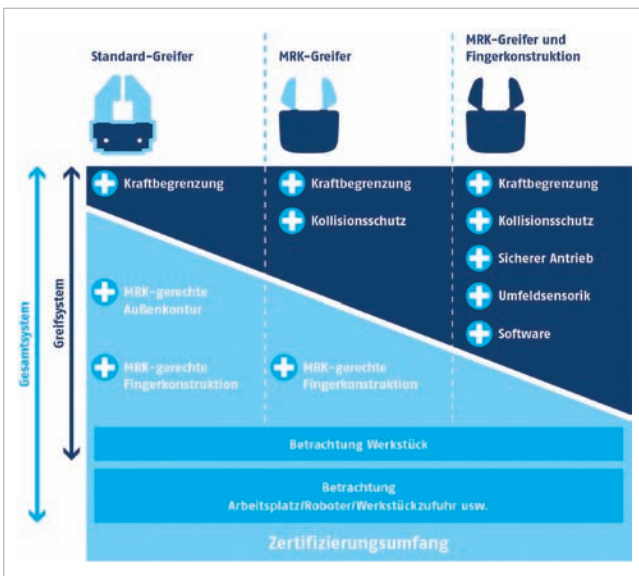 Standard-Greifer
MRK-Greifer
MRK-Greifer und
Fingerkonstruktion
Gesamtsystem
Greifsystem
Kraftbegrenzung
MRK-gerechte
Außenkontur
MRK-gerechte
Fingerkonstruktion
Kraftbegrenzung
Kollisionsschutz
MRK-gerechte
Fingerkonstruktion
Kraftbegrenzung
Kollisionsschutz
Sicherer Antrieb
Umfeldsensorik
Software
Betrachtung Werkstück
Betrachtung
Arbeitsplatz/Roboter/Werkstückzufuhr usw.
Zertifizierungsumfang